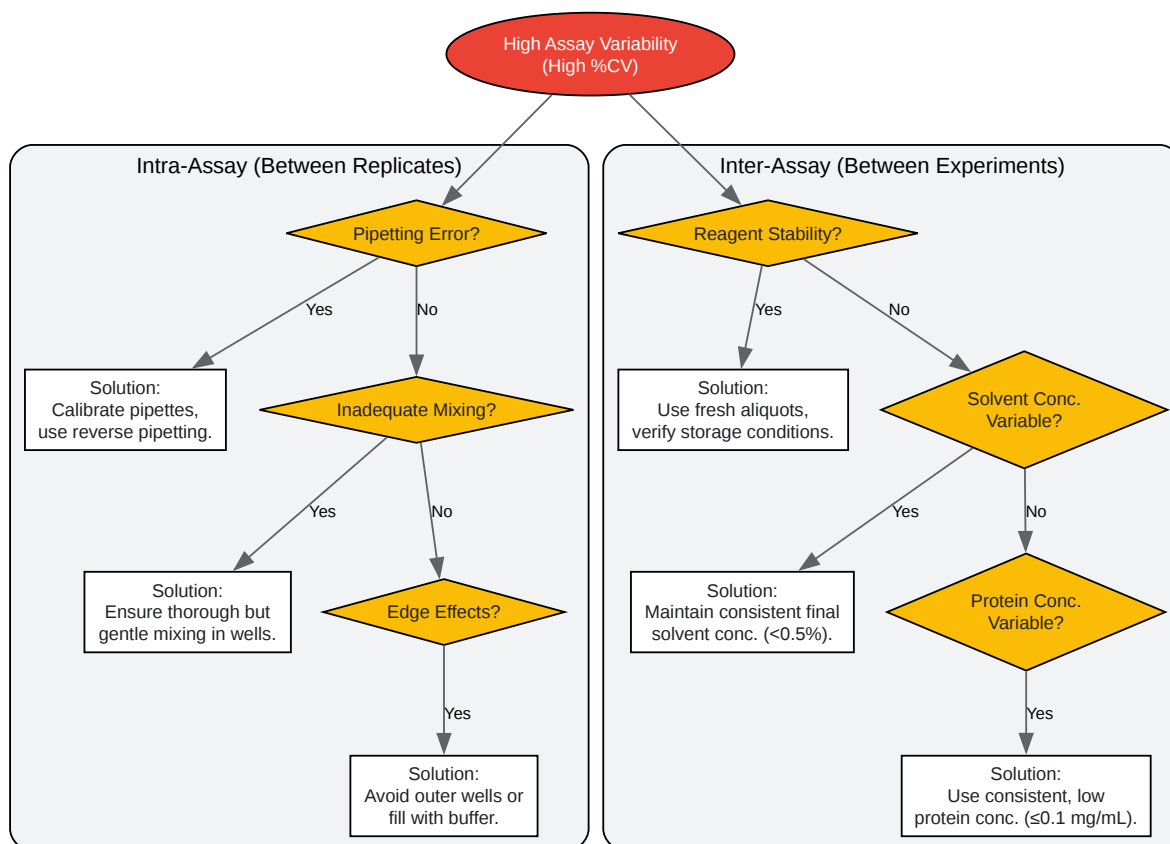 High Assay Variability
(High %CV)
Intra-Assay (Between Replicates)
Inter-Assay (Between Experiments)
Pipetting Error?
Reagent Stability?
Yes
No
Yes
No
Solution:
Calibrate pipettes,
use reverse pipetting.
Inadequate Mixing?
Solution:
Use fresh aliquots,
verify storage conditions.
Solvent Conc.
Variable?
Yes
No
Yes
No
Solution:
Ensure thorough but
gentle mixing in wells.
Edge Effects?
Solution:
Maintain consistent final
solvent conc. (<0.5%).
Protein Conc.
Variable?
Yes
Yes
Solution:
Avoid outer wells or
fill with buffer.
Solution:
Use consistent, low
protein conc. (≤0.1 mg/mL).